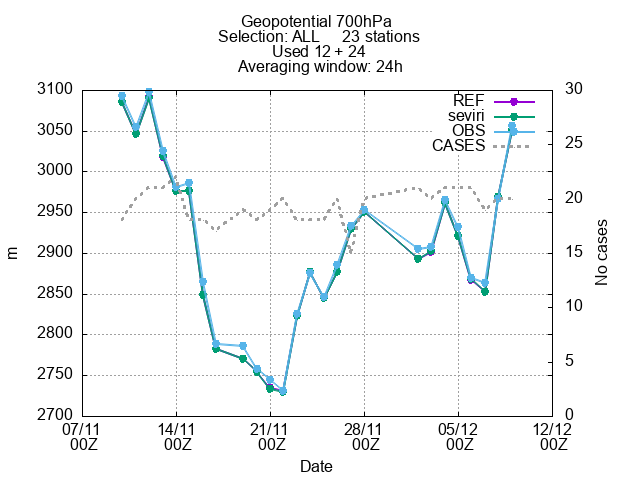 Geopotential 700hPa
Selection: ALL 23 stations
Used 12 + 24
Averaging window: 24h
REF
seviri
OBS
CASES
3100
3050
3000
2950
2900
2850
2800
2750
2700
m
30
25
20
15
10
5
0
No cases
07/11 14/11 21/11 28/11 05/12 12/12
00Z 00Z 00Z 00Z 00Z 00Z
Date